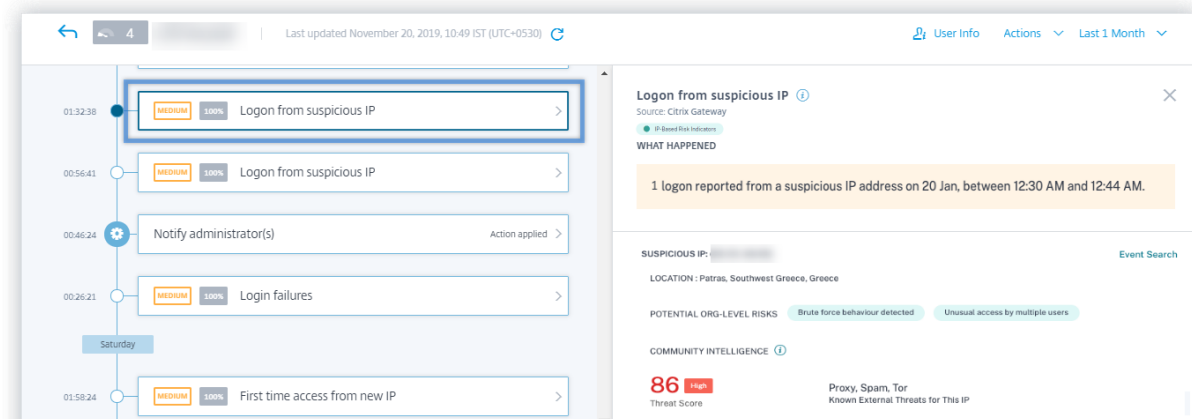 4
Last updated November 20, 2019, 10:49 IST (UTC+0530)
User Info
Actions
Last 1 Month
01:32:38
MEDIUM 100% Logon from suspicious IP
00:56:41
MEDIUM 100% Logon from suspicious IP
00:46:24
Notify administrator(s)
Action applied
00:26:21
MEDIUM 100% Login failures
Saturday
01:58:24
MEDIUM 100% First time access from new IP
Logon from suspicious IP
Source: Citrix Gateway
IP-Based Risk Indicators
WHAT HAPPENED
1 logon reported from a suspicious IP address on 20 Jan, between 12:30 AM and 12:44 AM.
SUSPICIOUS IP:
Event Search
LOCATION : Patras, Southwest Greece, Greece
POTENTIAL ORG-LEVEL RISKS
Brute force behaviour detected
Unusual access by multiple users
COMMUNITY INTELLIGENCE
86 High
Threat Score
Proxy, Spam, Tor
Known External Threats for This IP